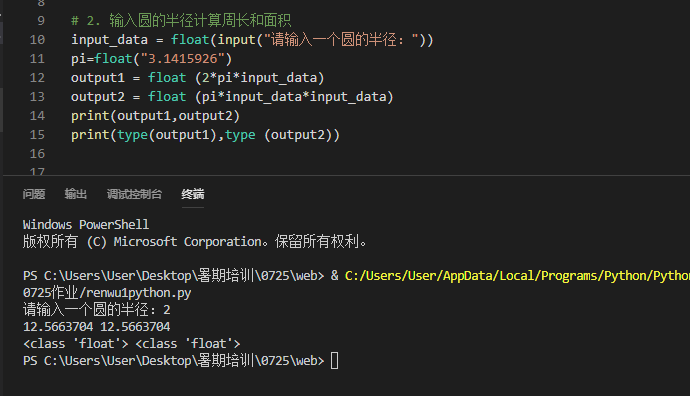 8
9 # 2. 输入圆的半径计算周长和面积
10 input_data = float(input("请输入一个圆的半径: "))
11 pi=float("3.1415926")
12 output1 = float (2*pi*input_data)
13 output2 = float (pi*input_data*input_data)
14 print(output1,output2)
15 print(type(output1),type (output2))
16
17
问题 输出 调试控制台 终端
Windows PowerShell
版权所有 (C) Microsoft Corporation。保留所有权利。
PS C:\Users\User\Desktop\暑期培训\0725\web> & C:/Users/User/AppData/Local/Programs/Python/Python
0725作业/renwu1python.py
请输入一个圆的半径: 2
12.5663704 12.5663704
<class 'float'> <class 'float'>
PS C:\Users\User\Desktop\暑期培训\0725\web>